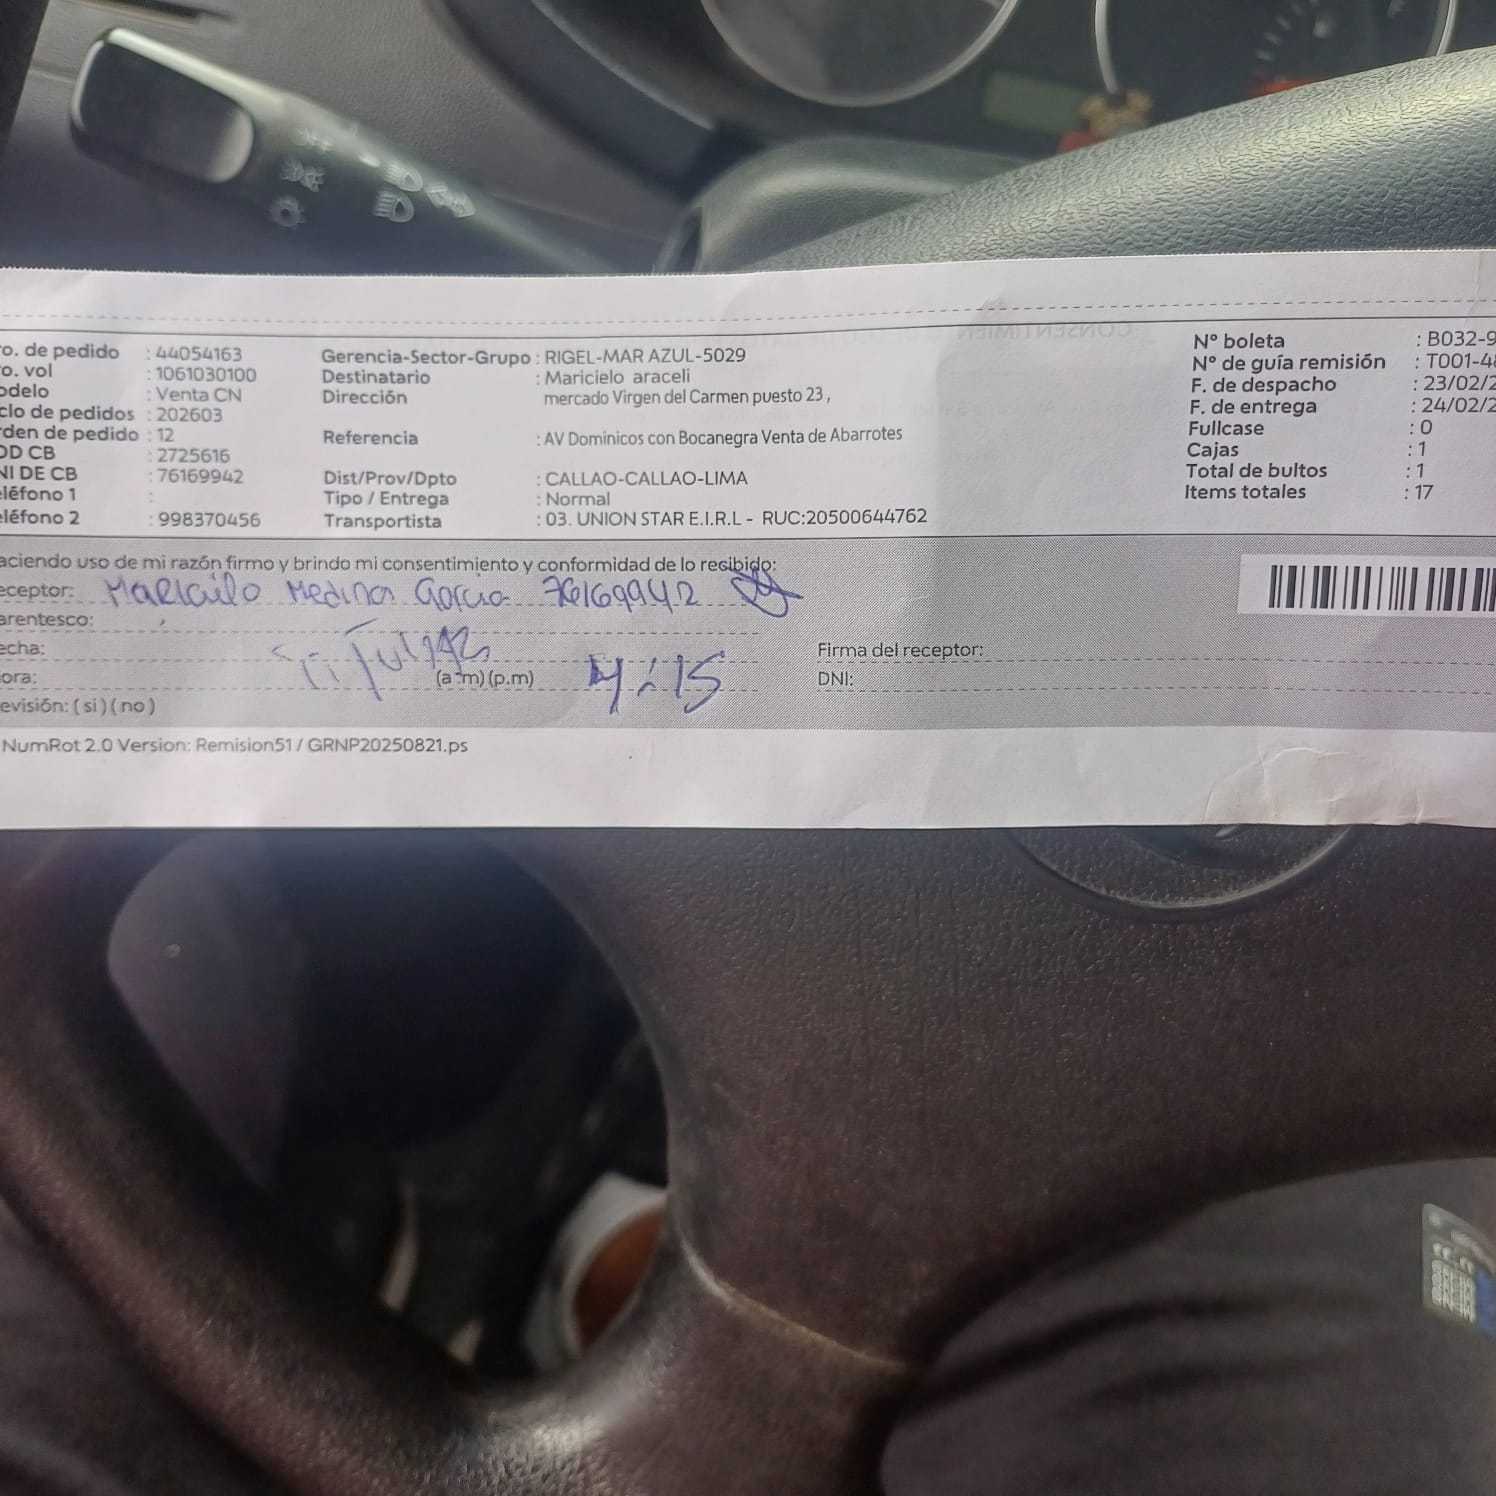 ro. de pedido : 44054163
ro. vol : 1061030100
odelo : Venta CN
clo de pedidos : 202603
rden de pedido : 12
OD CB : 2725616
NI DE CB : 76169942
eléfono 1 :
eléfono 2 : 998370456
Gerencia-Sector-Grupo : RIGEL-MAR AZUL-5029
Destinatario : Maricielo araceli
Dirección mercado Virgen del Carmen puesto 23 ,
Referencia : AV Dominicos con Bocanegra Venta de Abarrotes
Dist/Prov/Dpto : CALLAO-CALLAO-LIMA
Tipo / Entrega : Normal
Transportista : 03. UNION STAR E.I.R.L - RUC:20500644762
N° boleta : B032-9
N° de guía remisión : T001-48
F. de despacho : 23/02/2
F. de entrega : 24/02/2
Fullcase : 0
Cajas : 1
Total de bultos : 1
Items totales : 17
aciendo uso de mi razón firmo y brindo mi consentimiento y conformidad de lo recibido:
eceptor: Maricielo Medina Garcia 76169942
arentesco:
echa:
Titular
ora: (a.m)(p.m) 4:15
evisión: ( si ) ( no )
Firma del receptor:
DNI:
NumRot 2.0 Version: Remision51 / GRNP20250821.ps